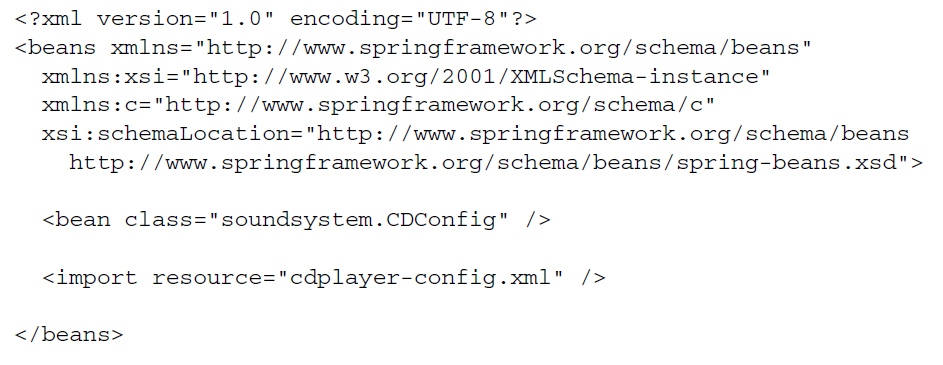 <?xml version="1.0" encoding="UTF-8"?>
<beans xmlns="http://www.springframework.org/schema/beans"
  xmlns:xsi="http://www.w3.org/2001/XMLSchema-instance"
  xmlns:c="http://www.springframework.org/schema/c"
  xsi:schemaLocation="http://www.springframework.org/schema/beans
    http://www.springframework.org/schema/beans/spring-beans.xsd">
  <bean class="soundsystem.CDConfig" />
  <import resource="cdplayer-config.xml" />
</beans>